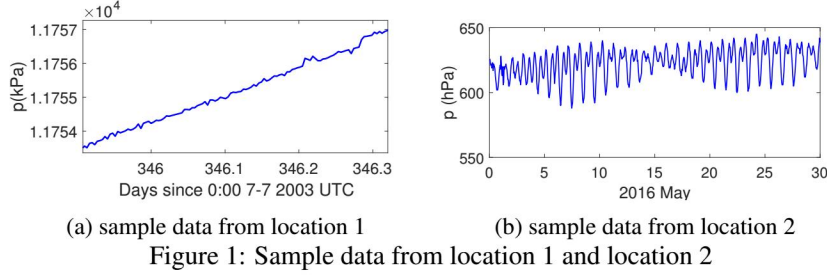 ×10⁴
1.1757
1.1756
1.1755
1.1754
p(kPa)
346 346.1 346.2 346.3
Days since 0:00 7-7 2003 UTC
(a) sample data from location 1
650
600
550
p (hPa)
0 5 10 15 20 25 30
2016 May
(b) sample data from location 2
Figure 1: Sample data from location 1 and location 2